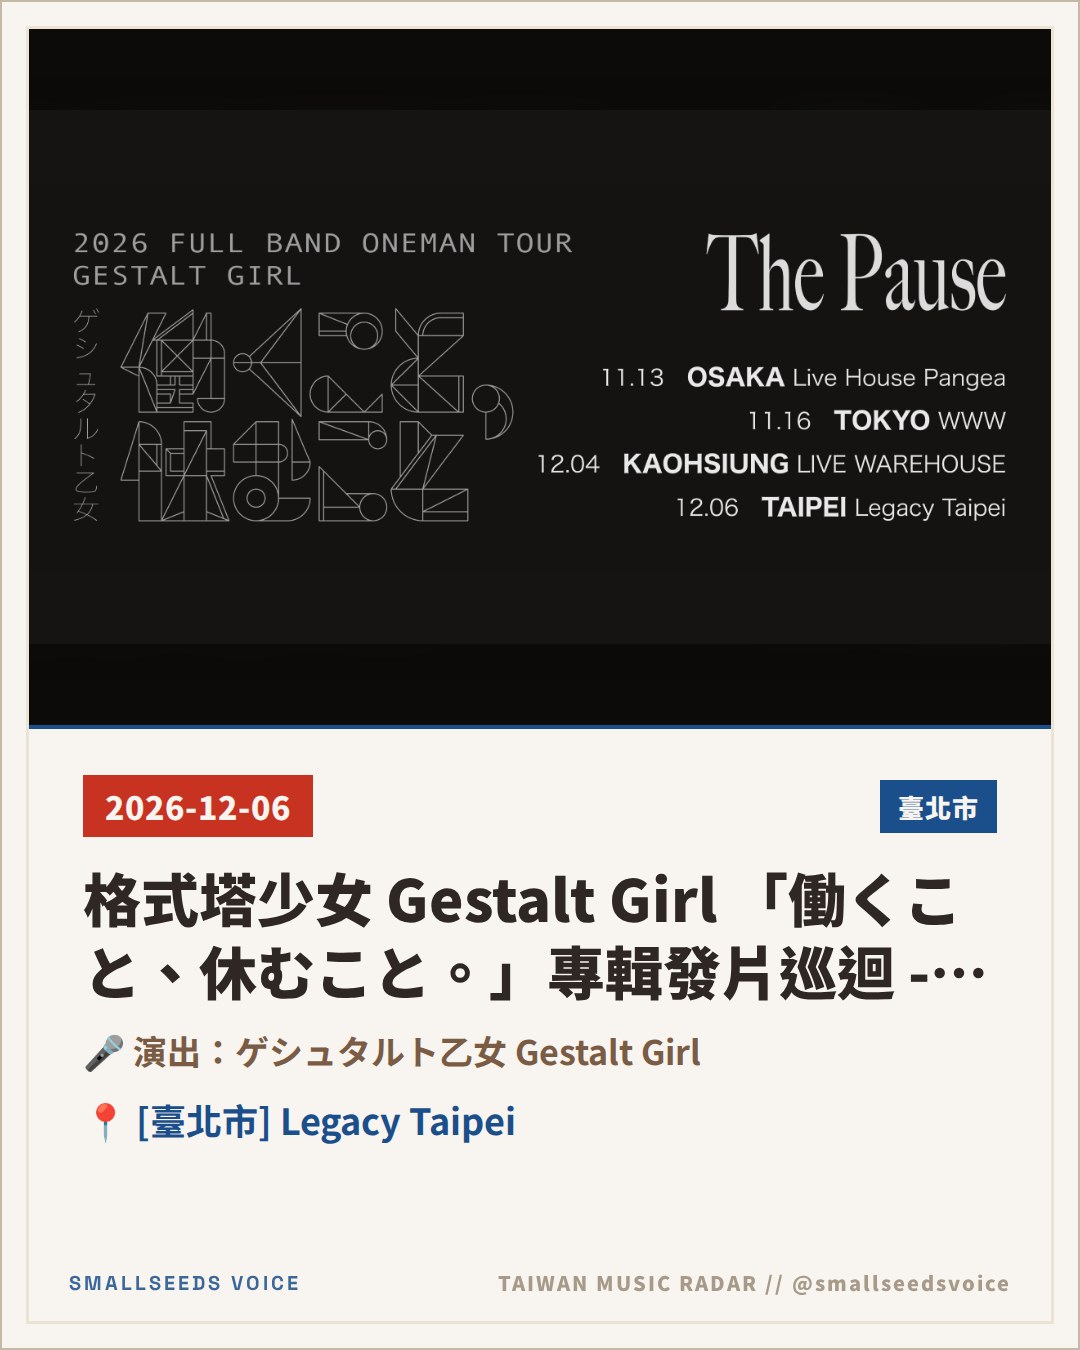 2026 FULL BAND ONEMAN TOUR
GESTALT GIRL
ゲシュタルト乙女
働くこと,
休むこと
The Pause
11.13 OSAKA Live House Pangea
11.16 TOKYO WWW
12.04 KAOHSIUNG LIVE WAREHOUSE
12.06 TAIPEI Legacy Taipei
2026-12-06
臺北市
格式塔少女 Gestalt Girl 「働くこ
と、休むこと。」專輯發片巡迴 -…
🎤 演出：ゲシュタルト乙女 Gestalt Girl
📍 [臺北市] Legacy Taipei
SMALLSEEDS VOICE
TAIWAN MUSIC RADAR // @smallseedsvoice